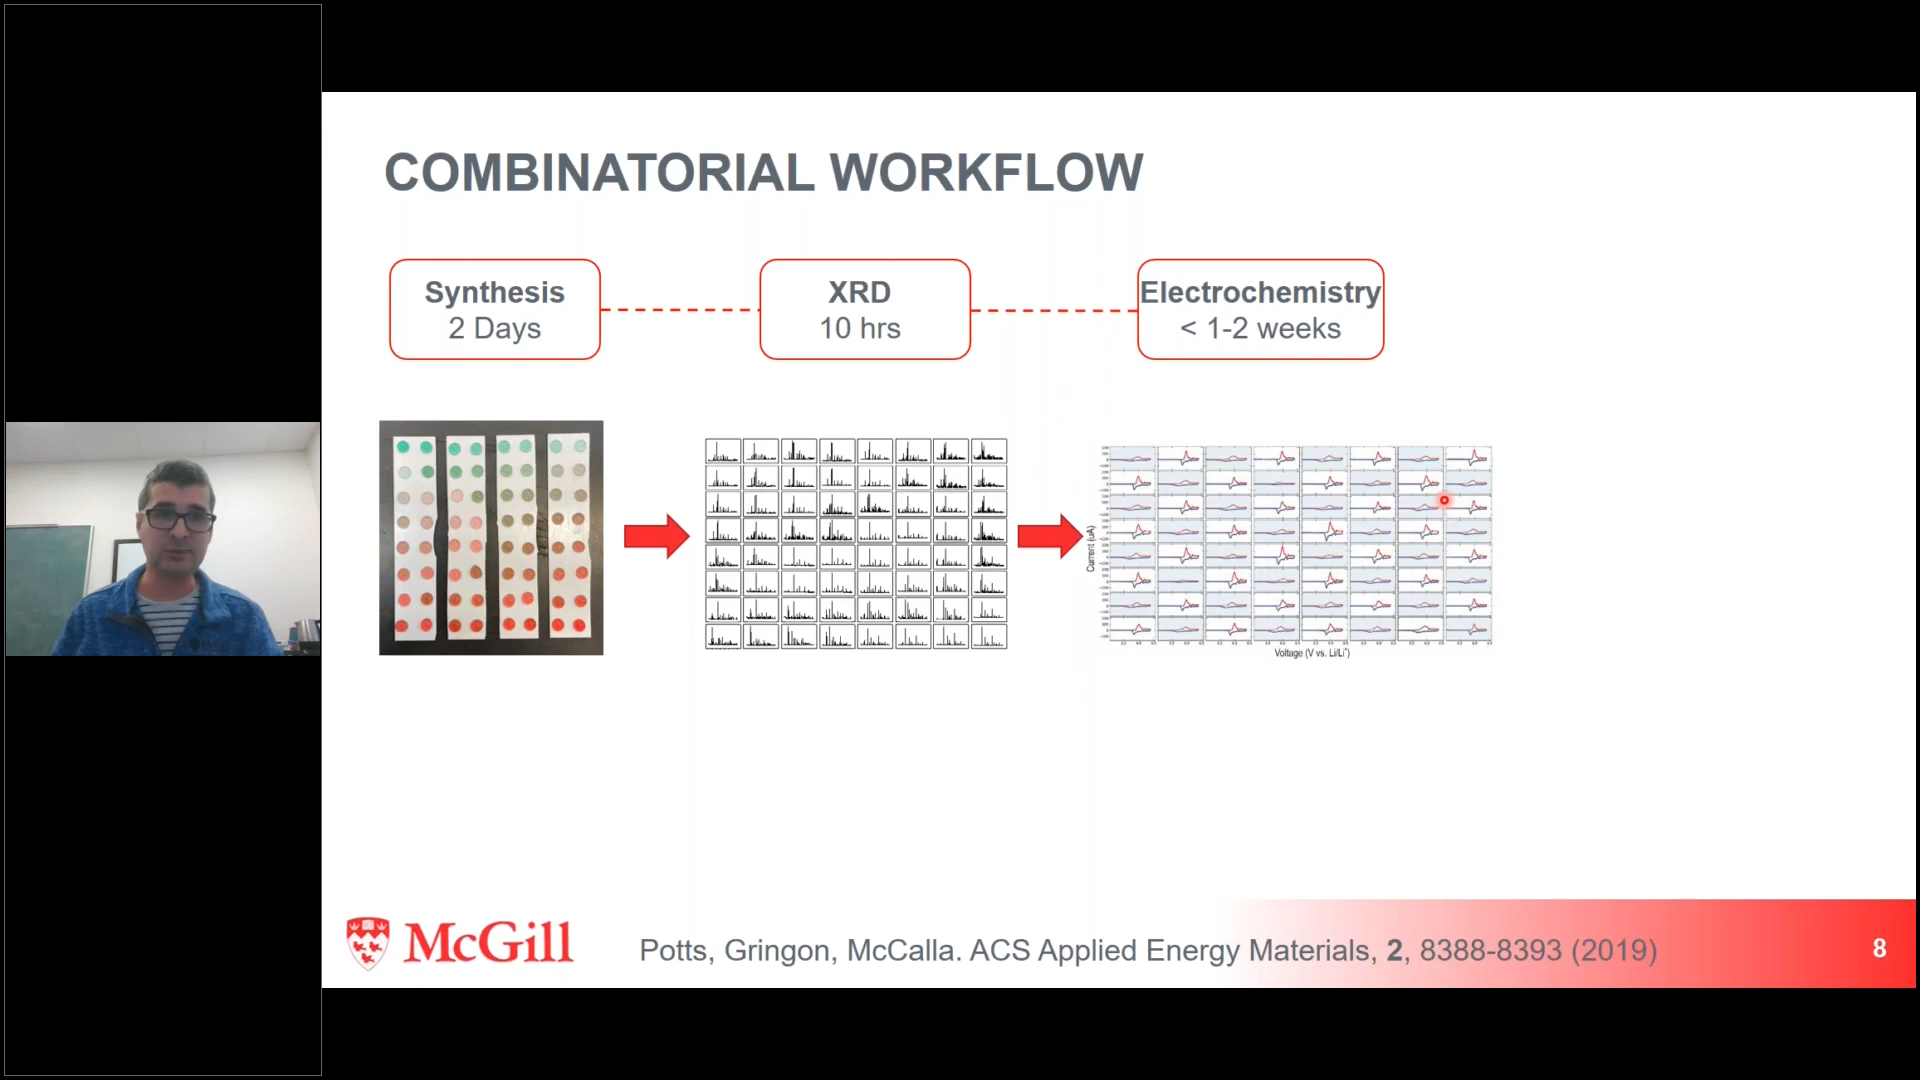 COMBINATORIAL WORKFLOW
Synthesis
2 Days
XRD
10 hrs
Electrochemistry
< 1-2 weeks
Current (uA)
Voltage (V vs. Li/Li⁺)
McGill
Potts, Gringon, McCalla. ACS Applied Energy Materials, 2, 8388-8393 (2019)
8